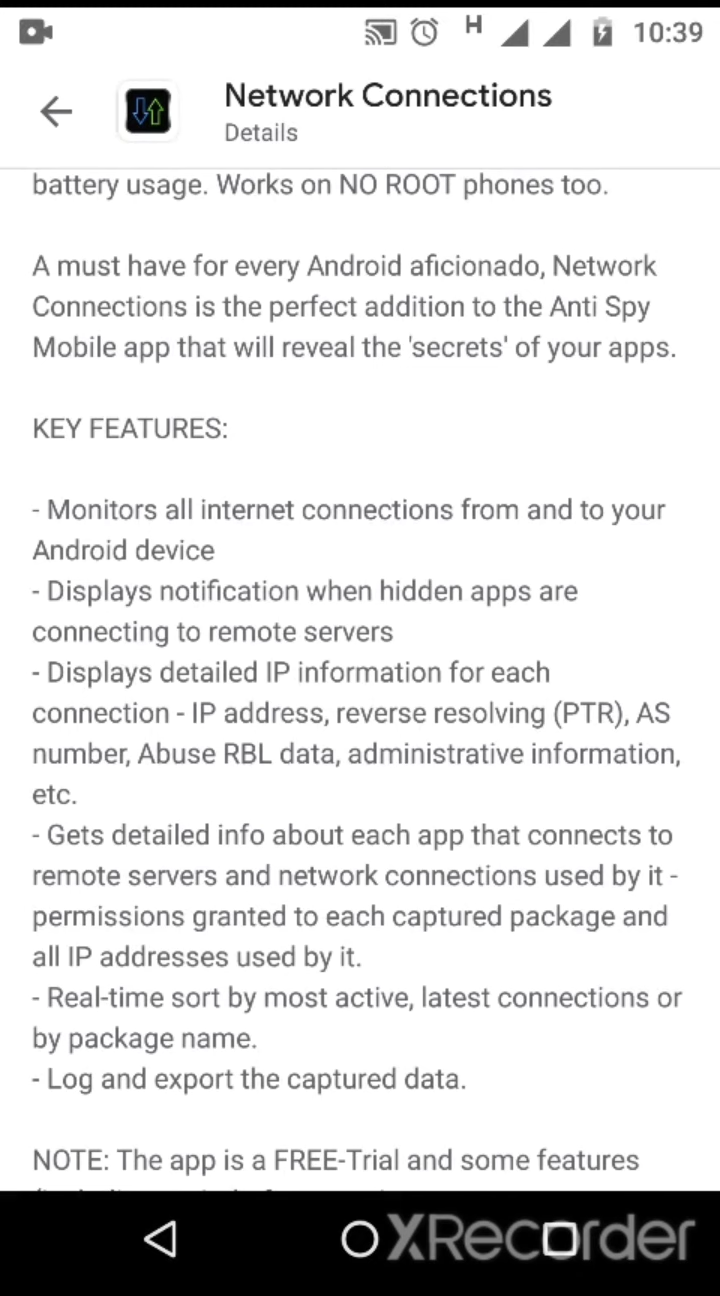 H 10:39
Network Connections
Details
battery usage. Works on NO ROOT phones too.
A must have for every Android aficionado, Network
Connections is the perfect addition to the Anti Spy
Mobile app that will reveal the 'secrets' of your apps.
KEY FEATURES:
- Monitors all internet connections from and to your
Android device
- Displays notification when hidden apps are
connecting to remote servers
- Displays detailed IP information for each
connection - IP address, reverse resolving (PTR), AS
number, Abuse RBL data, administrative information,
etc.
- Gets detailed info about each app that connects to
remote servers and network connections used by it -
permissions granted to each captured package and
all IP addresses used by it.
- Real-time sort by most active, latest connections or
by package name.
- Log and export the captured data.
NOTE: The app is a FREE-Trial and some features
XRecorder